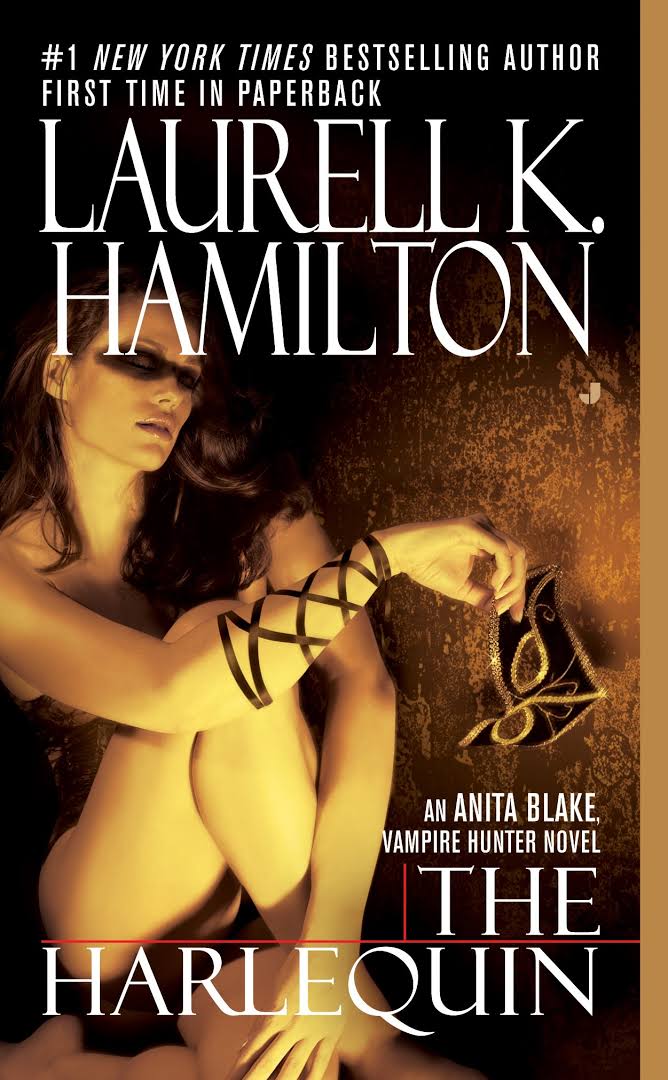 #1 NEW YORK TIMES BESTSELLING AUTHOR
FIRST TIME IN PAPERBACK
LAURELL K.
HAMILTON
J
AN ANITA BLAKE,
VAMPIRE HUNTER NOVEL
THE
HARLEQUIN